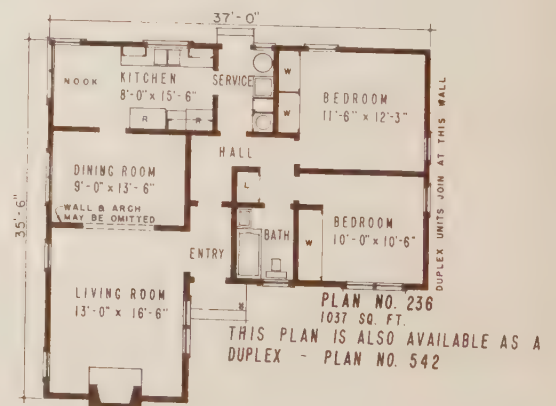 37'-0"
NOOK
KITCHEN
8'-0" x 15'-6"
SERVICE
W
W
BEDROOM
11'-6" x 12'-3"
R
R
HALL
DINING ROOM
9'-0" x 13'-6"
WALL & ARCH
MAY BE OMITTED
35'-6"
L
BATH
W
BEDROOM
10'-0" x 10'-6"
DUPLEX UNITS JOIN AT THIS WALL
ENTRY
LIVING ROOM
13'-0" x 16'-6"
PLAN NO. 236
1037 SQ. FT.
THIS PLAN IS ALSO AVAILABLE AS A
DUPLEX - PLAN NO. 542